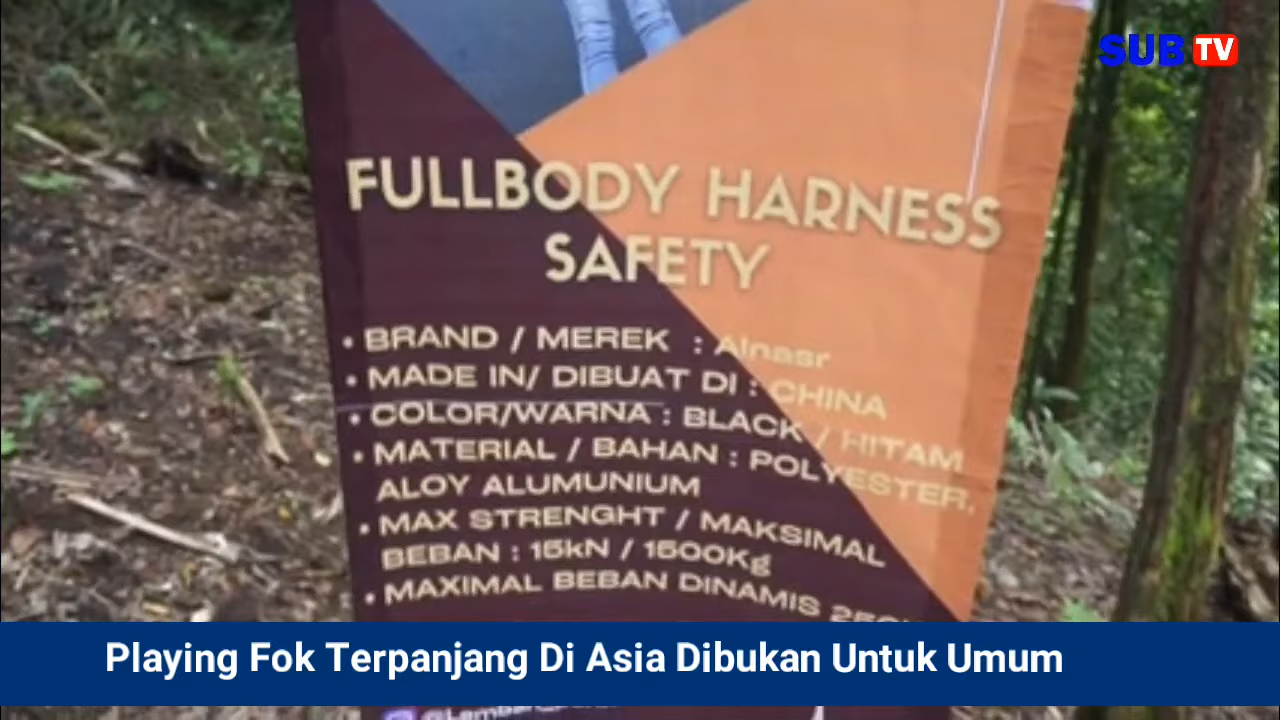 SUB TV
FULLBODY HARNESS
SAFETY
• BRAND / MEREK : Alnasr
• MADE IN/ DIBUAT DI : CHINA
• COLOR/WARNA : BLACK / HITAM
• MATERIAL / BAHAN : POLYESTER,
ALOY ALUMUNIUM
• MAX STRENGHT / MAKSIMAL
BEBAN : 15kN / 1500Kg
• MAXIMAL BEBAN DINAMIS
Playing Fok Terpanjang Di Asia Dibukan Untuk Umum